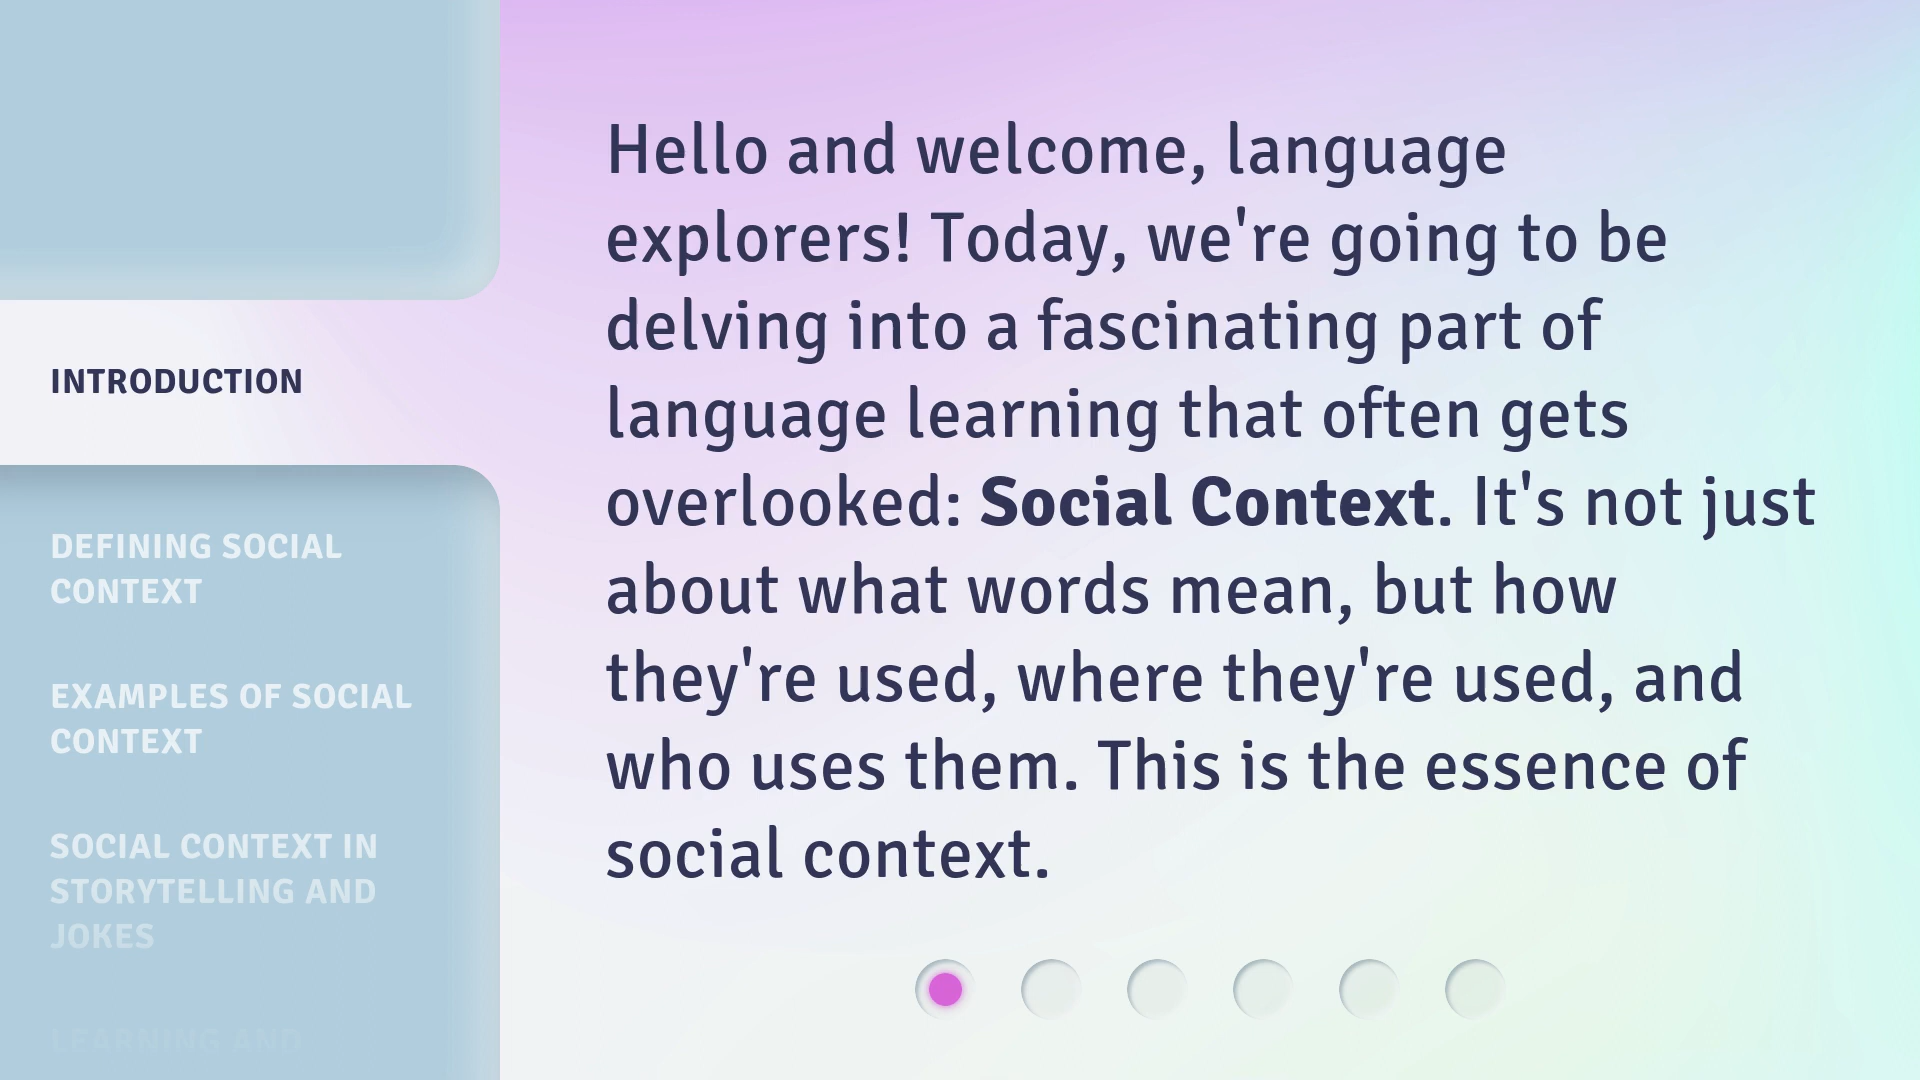 INTRODUCTION
DEFINING SOCIAL
CONTEXT
EXAMPLES OF SOCIAL
CONTEXT
SOCIAL CONTEXT IN
STORYTELLING AND
JOKES
LEARNING AND
Hello and welcome, language
explorers! Today, we're going to be
delving into a fascinating part of
language learning that often gets
overlooked: Social Context. It's not just
about what words mean, but how
they're used, where they're used, and
who uses them. This is the essence of
social context.